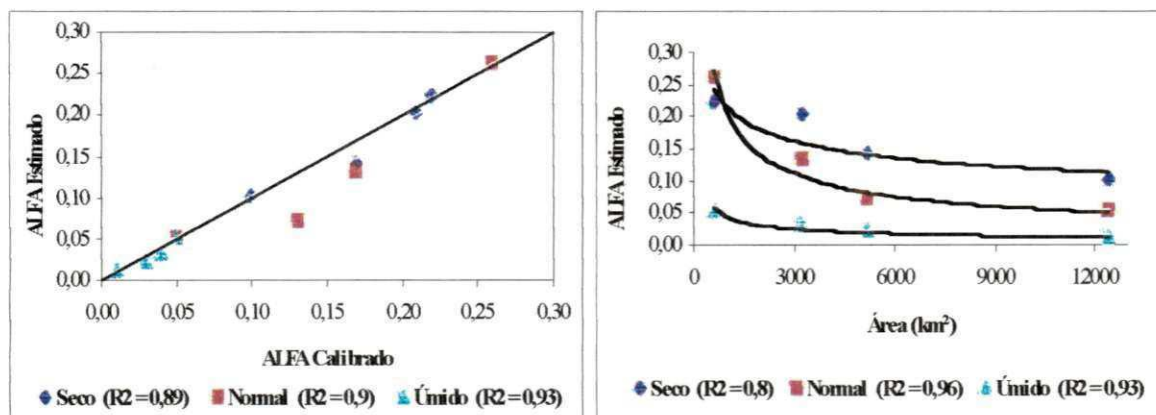 0,30
0,25
0,20
0,15
0,10
0,05
0,00
ALFA Estimado
0,00 0,05 0,10 0,15 0,20 0,25 0,30
ALFA Calibrado
Seco (R2=0,89) Normal (R2=0,9) Úmido (R2=0,93)
0,30
0,25
0,20
0,15
0,10
0,05
0,00
ALFA Estimado
0 3000 6000 9000 12000
Área (km²)
Seco (R2=0,8) Normal (R2=0,96) Úmido (R2=0,93)